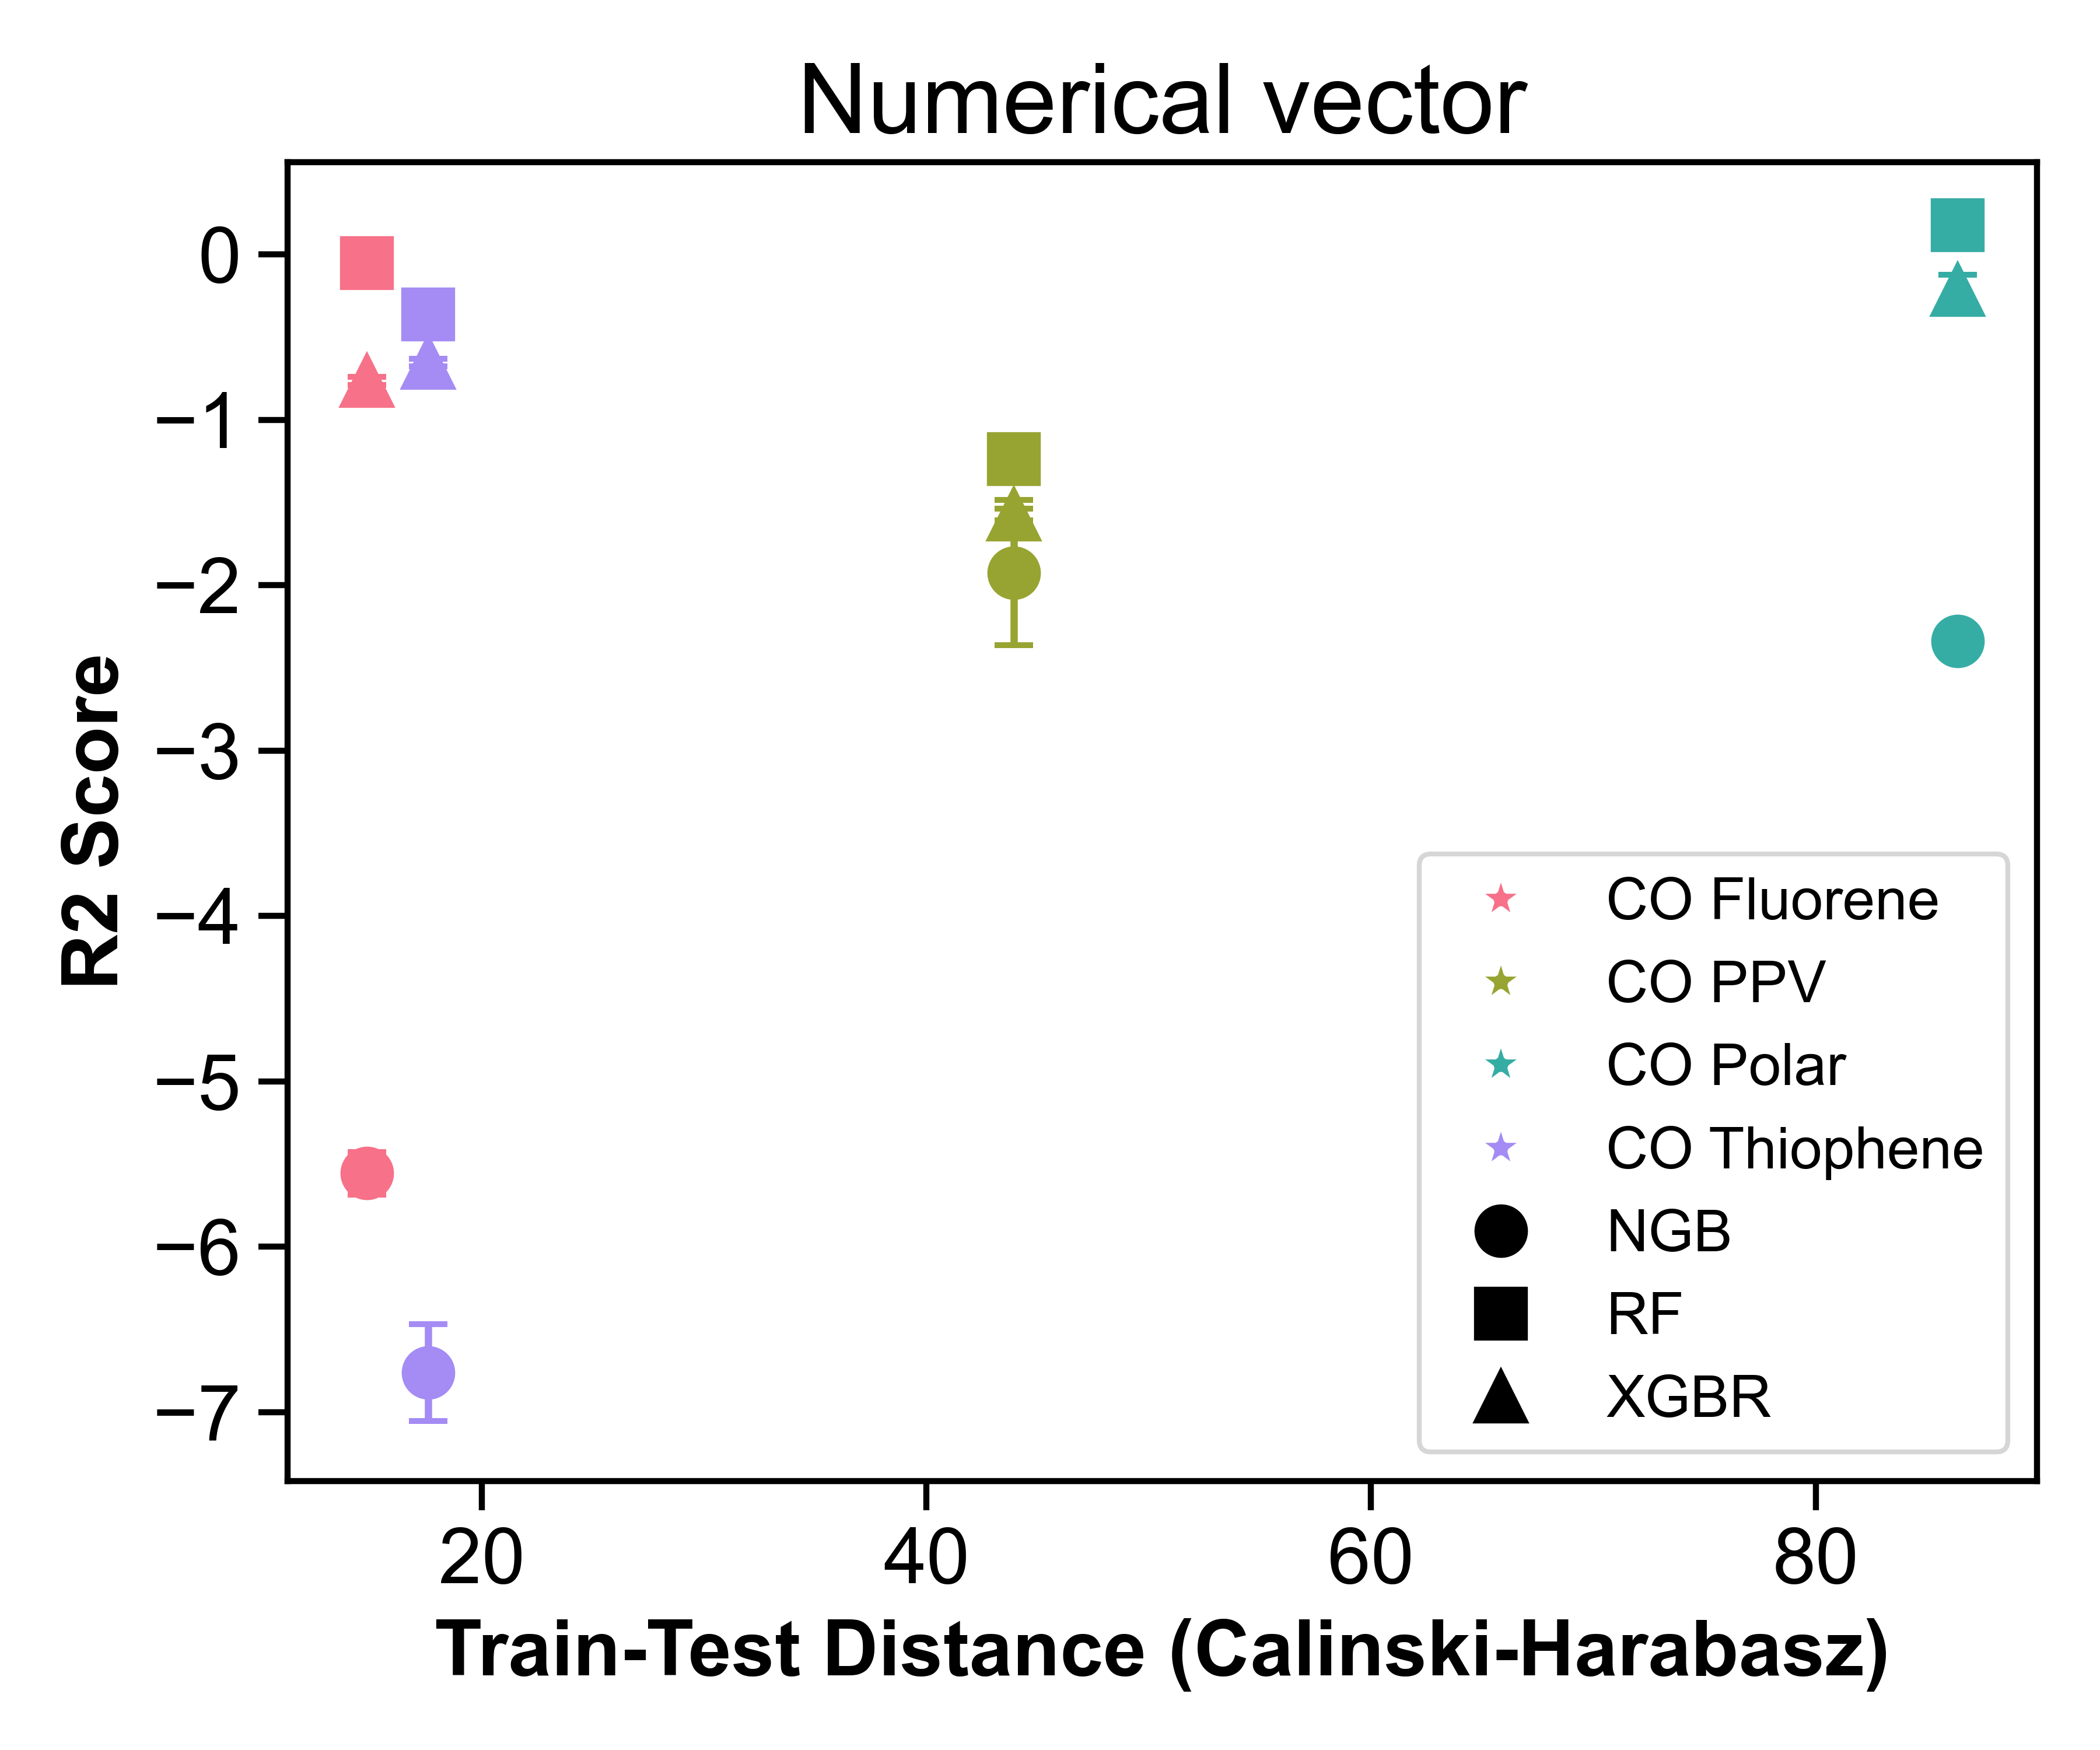 Numerical vector
R2 Score
0
−1
−2
−3
−4
−5
−6
−7
CO Fluorene
CO PPV
CO Polar
CO Thiophene
NGB
RF
XGBR
20 40 60 80
Train-Test Distance (Calinski-Harabasz)